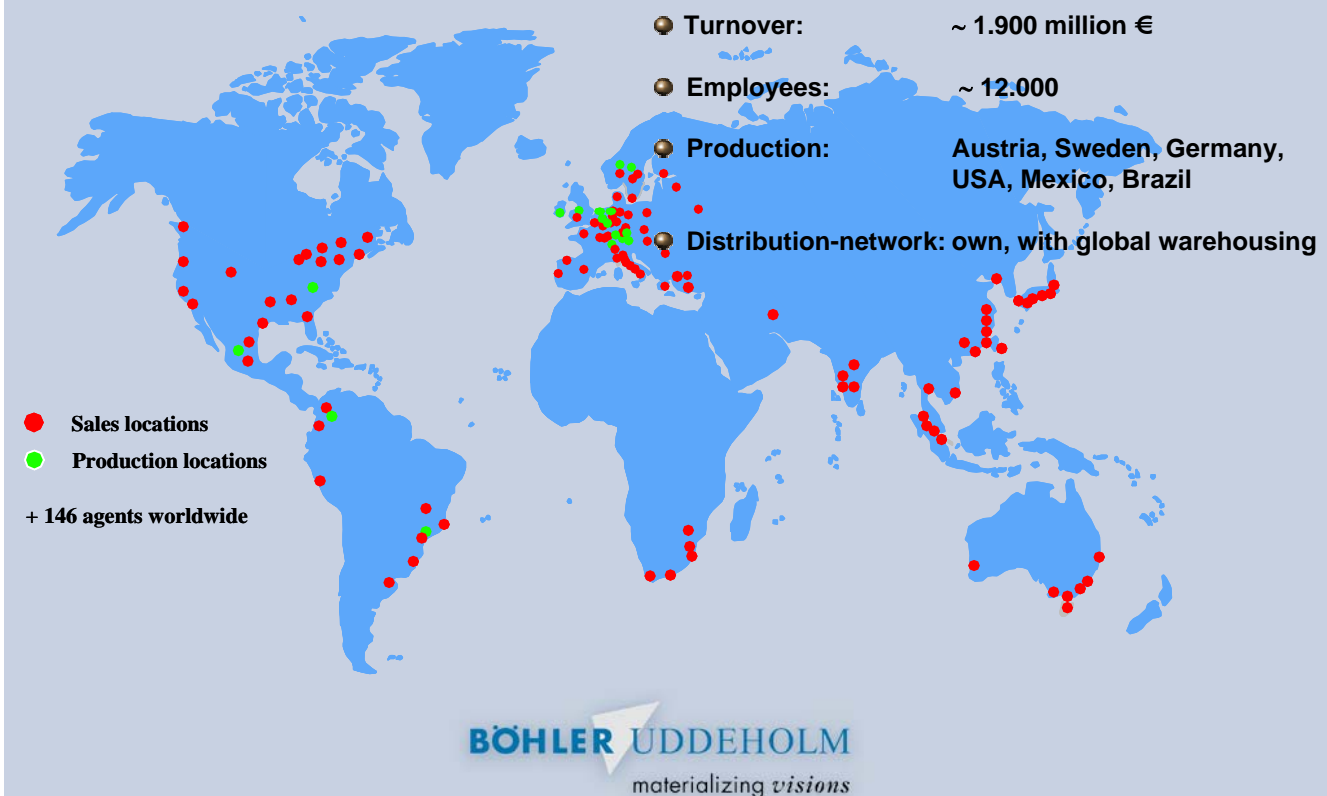 Turnover: ~ 1.900 million €
Employees: ~ 12.000
Production: Austria, Sweden, Germany,
USA, Mexico, Brazil
Distribution-network: own, with global warehousing
Sales locations
Production locations
+ 146 agents worldwide
BÖHLER UDDEHOLM
materializing visions